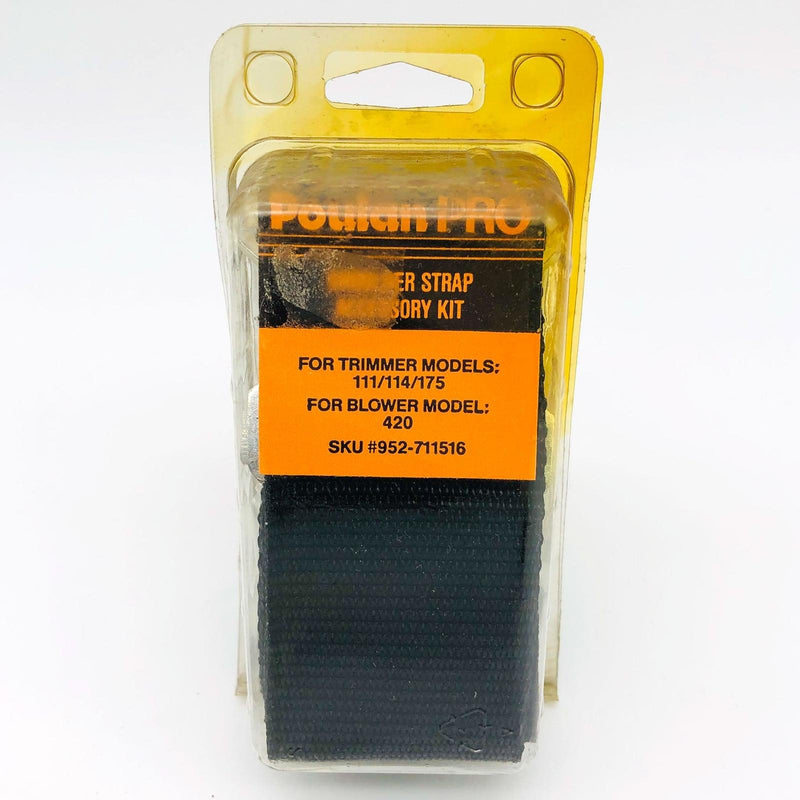 Poulan PRO
STRAP
KIT
FOR TRIMMER MODELS:
111/114/175
FOR BLOWER MODEL:
420
SKU #952-711516